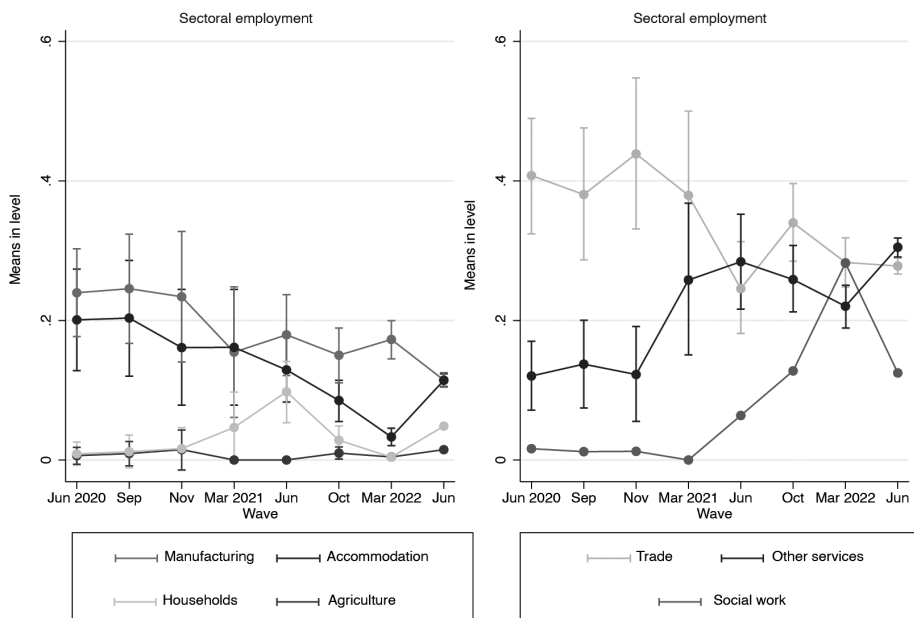 Sectoral employment
Means in level
.6
.4
.2
0
Jun 2020 Sep Nov Mar 2021 Jun Oct Mar 2022 Jun
Wave
Manufacturing Accommodation
Households Agriculture
Sectoral employment
Means in level
.6
.4
.2
0
Jun 2020 Sep Nov Mar 2021 Jun Oct Mar 2022 Jun
Wave
Trade Other services
Social work